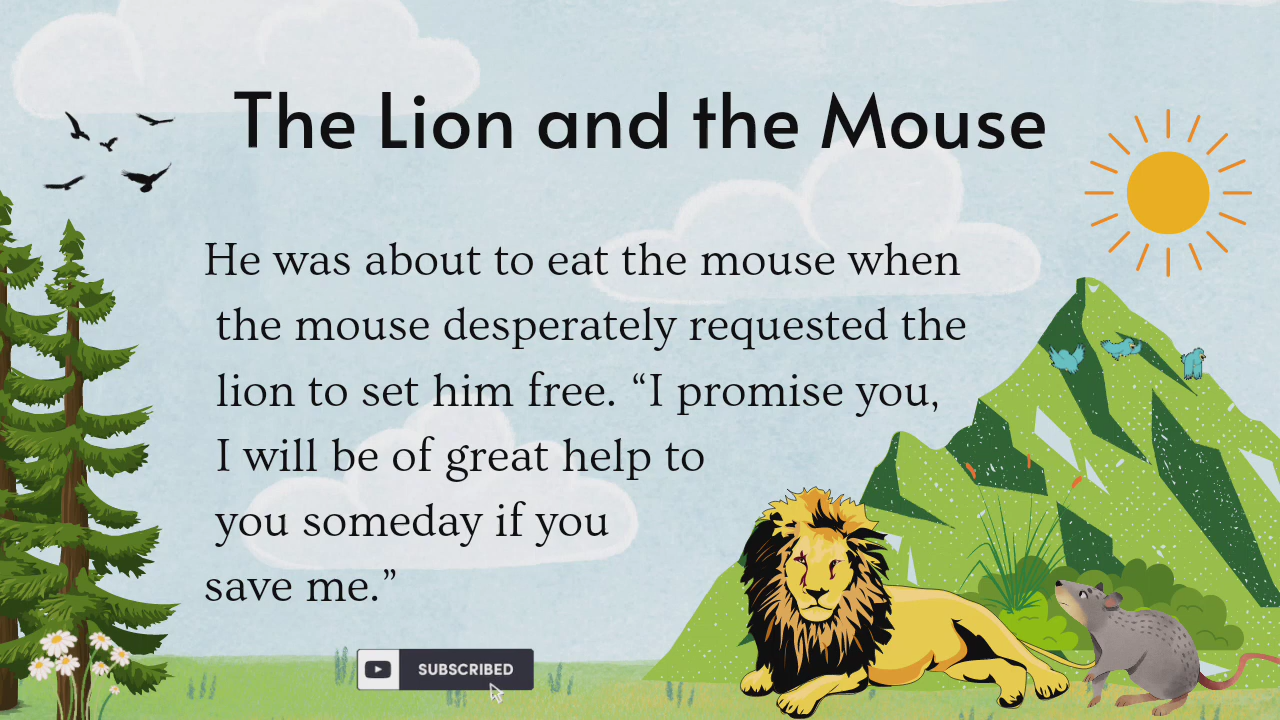 The Lion and the Mouse
He was about to eat the mouse when
the mouse desperately requested the
lion to set him free. “I promise you,
I will be of great help to
you someday if you
save me.”
SUBSCRIBED